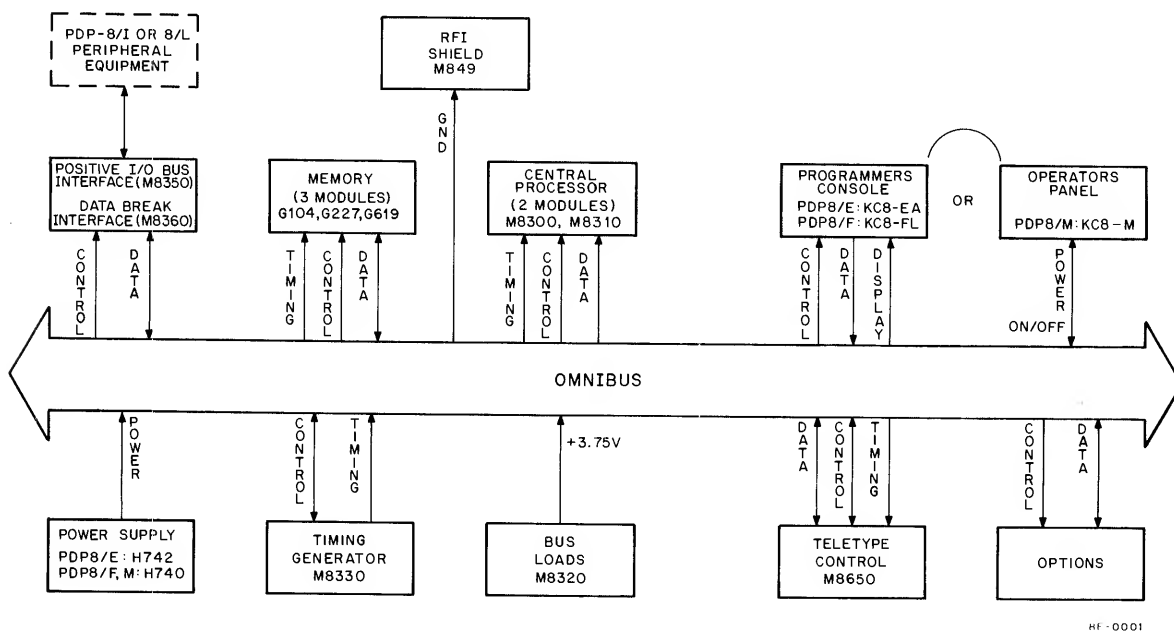 PDP-8/I OR 8/L
PERIPHERAL
EQUIPMENT
RFI
SHIELD
M849
GND
POSITIVE I/O BUS
INTERFACE(M8350)
DATA BREAK
INTERFACE(M8360)
MEMORY
(3 MODULES)
G104,G227,G619
CENTRAL
PROCESSOR
(2 MODULES)
M8300, M8310
PROGRAMMERS
CONSOLE
PDP8/E:KC8-EA
PDP8/F:KC8-FL
OR
OPERATORS
PANEL
PDP8/M:KC8-M
CONTROL
DATA
TIMING
CONTROL
DATA
TIMING
CONTROL
DATA
CONTROL
DATA
DISPLAY
POWER
ON/OFF
OMNIBUS
POWER
CONTROL
TIMING
+3.75V
DATA
CONTROL
TIMING
CONTROL
DATA
POWER SUPPLY
PDP8/E:H742
PDP8/F,M:H740
TIMING
GENERATOR
M8330
BUS
LOADS
M8320
TELETYPE
CONTROL
M8650
OPTIONS
8E-0001